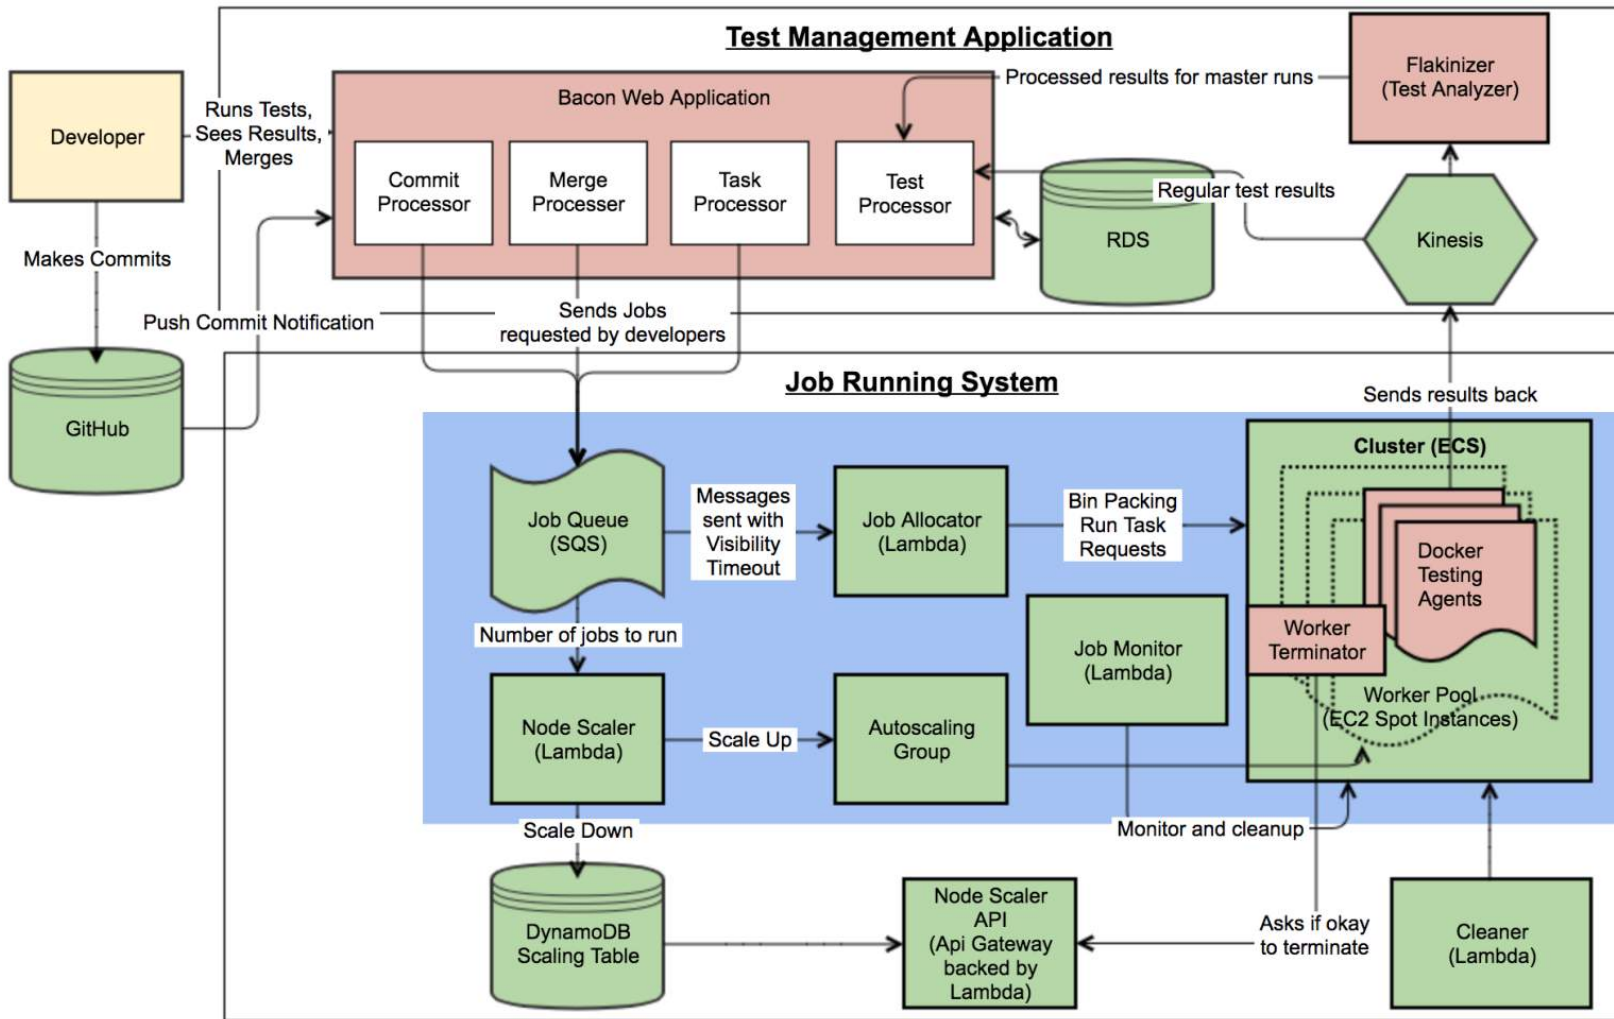 Test Management Application
Developer
Runs Tests,
Sees Results,
Merges
Bacon Web Application
Commit
Processor
Merge
Processer
Task
Processor
Test
Processor
Processed results for master runs
Flakinizer
(Test Analyzer)
RDS
Regular test results
Kinesis
Makes Commits
Push Commit Notification
GitHub
Sends Jobs
requested by developers
Sends results back
Job Running System
Job Queue
(SQS)
Messages
sent with
Visibility
Timeout
Job Allocator
(Lambda)
Bin Packing
Run Task
Requests
Cluster (ECS)
Docker
Testing
Agents
Worker
Terminator
Worker Pool
(EC2 Spot Instances)
Number of jobs to run
Job Monitor
(Lambda)
Node Scaler
(Lambda)
Scale Up
Autoscaling
Group
Scale Down
Monitor and cleanup
DynamoDB
Scaling Table
Node Scaler
API
(Api Gateway
backed by
Lambda)
Asks if okay
to terminate
Cleaner
(Lambda)